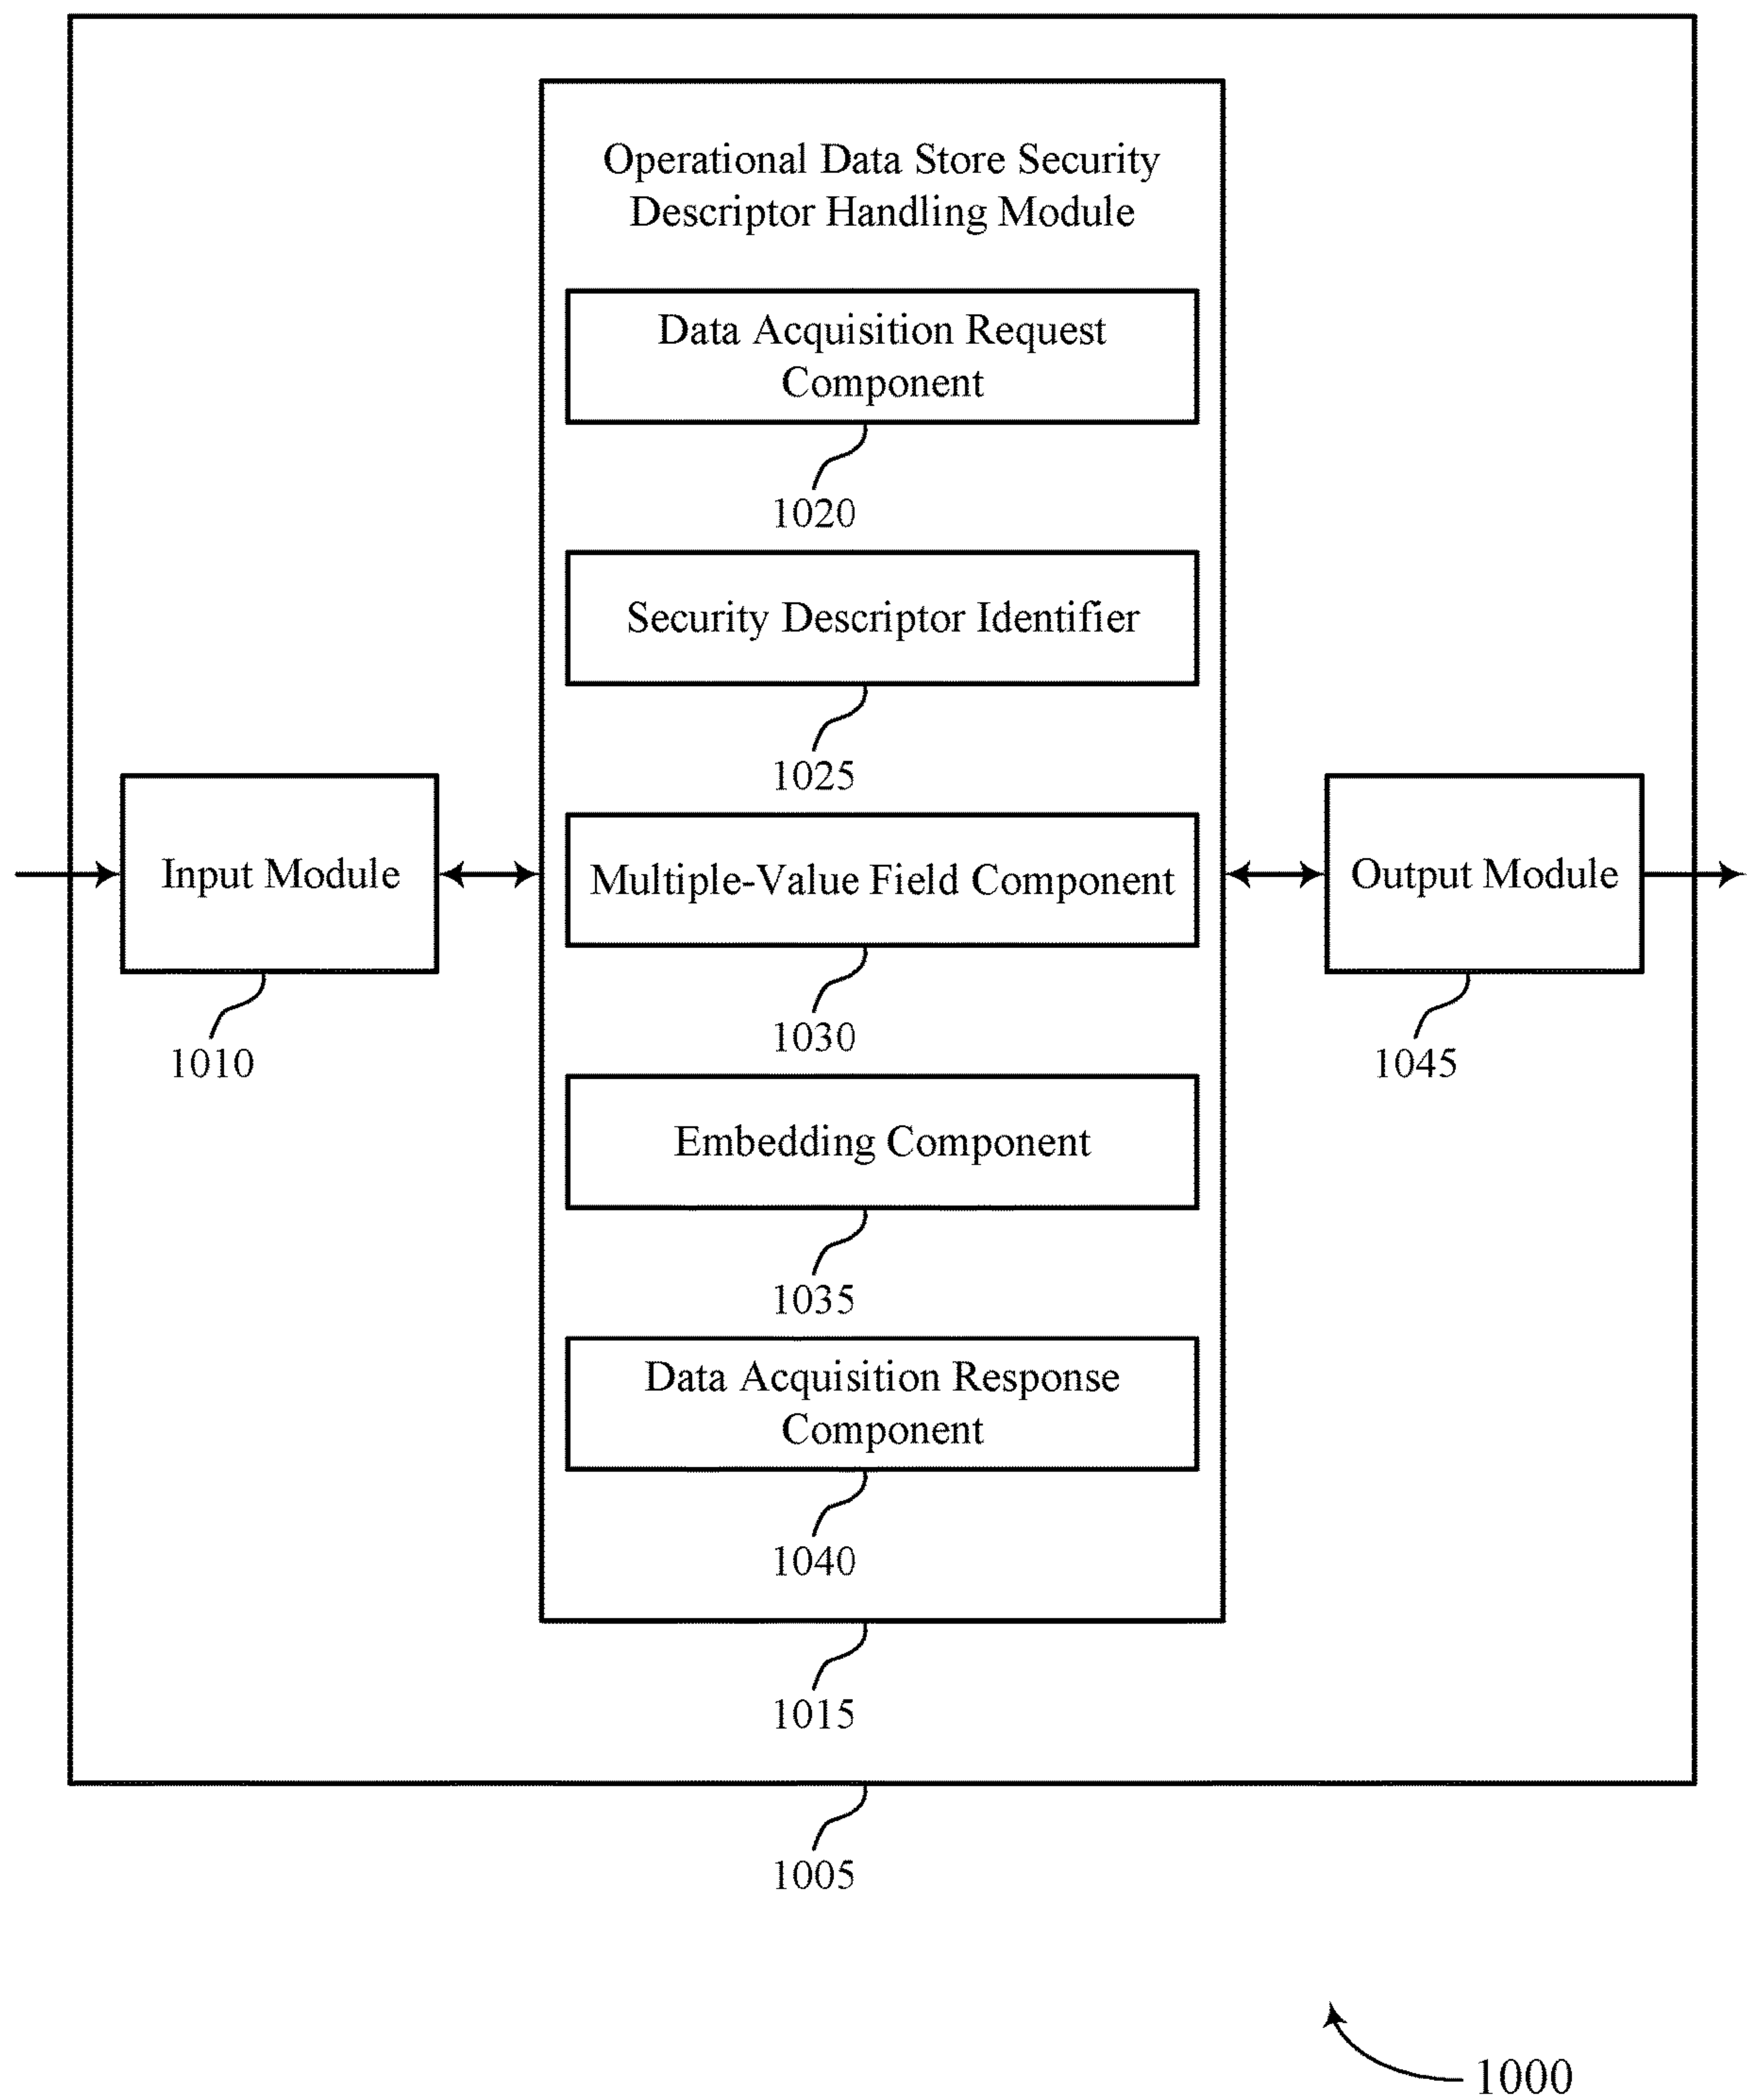 Operational Data Store Security
Descriptor Handling Module
Data Acquisition Request
Component
1020
Security Descriptor Identifier
1025
Input Module
1010
Multiple-Value Field Component
1030
Output Module
1045
Embedding Component
1035
Data Acquisition Response
Component
1040
1015
1005
1000